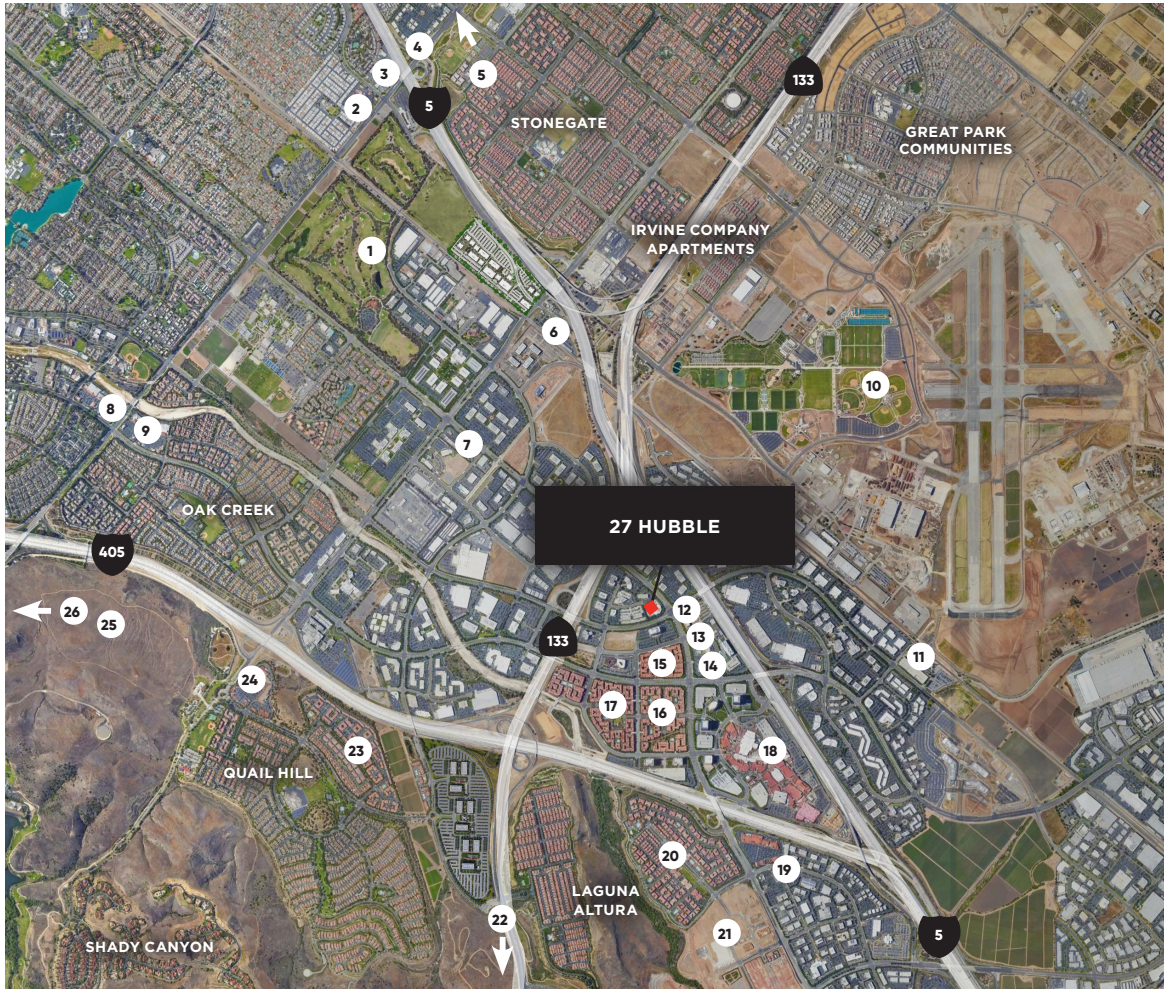 4
3
5
2
5
133
STONEGATE
GREAT PARK
COMMUNITIES
1
IRVINE COMPANY
APARTMENTS
6
10
8
9
7
OAK CREEK
27 HUBBLE
405
26
25
12
133
13
11
15
14
24
17
16
23
18
QUAIL HILL
20
19
LAGUNA
ALTURA
22
21
5
SHADY CANYON